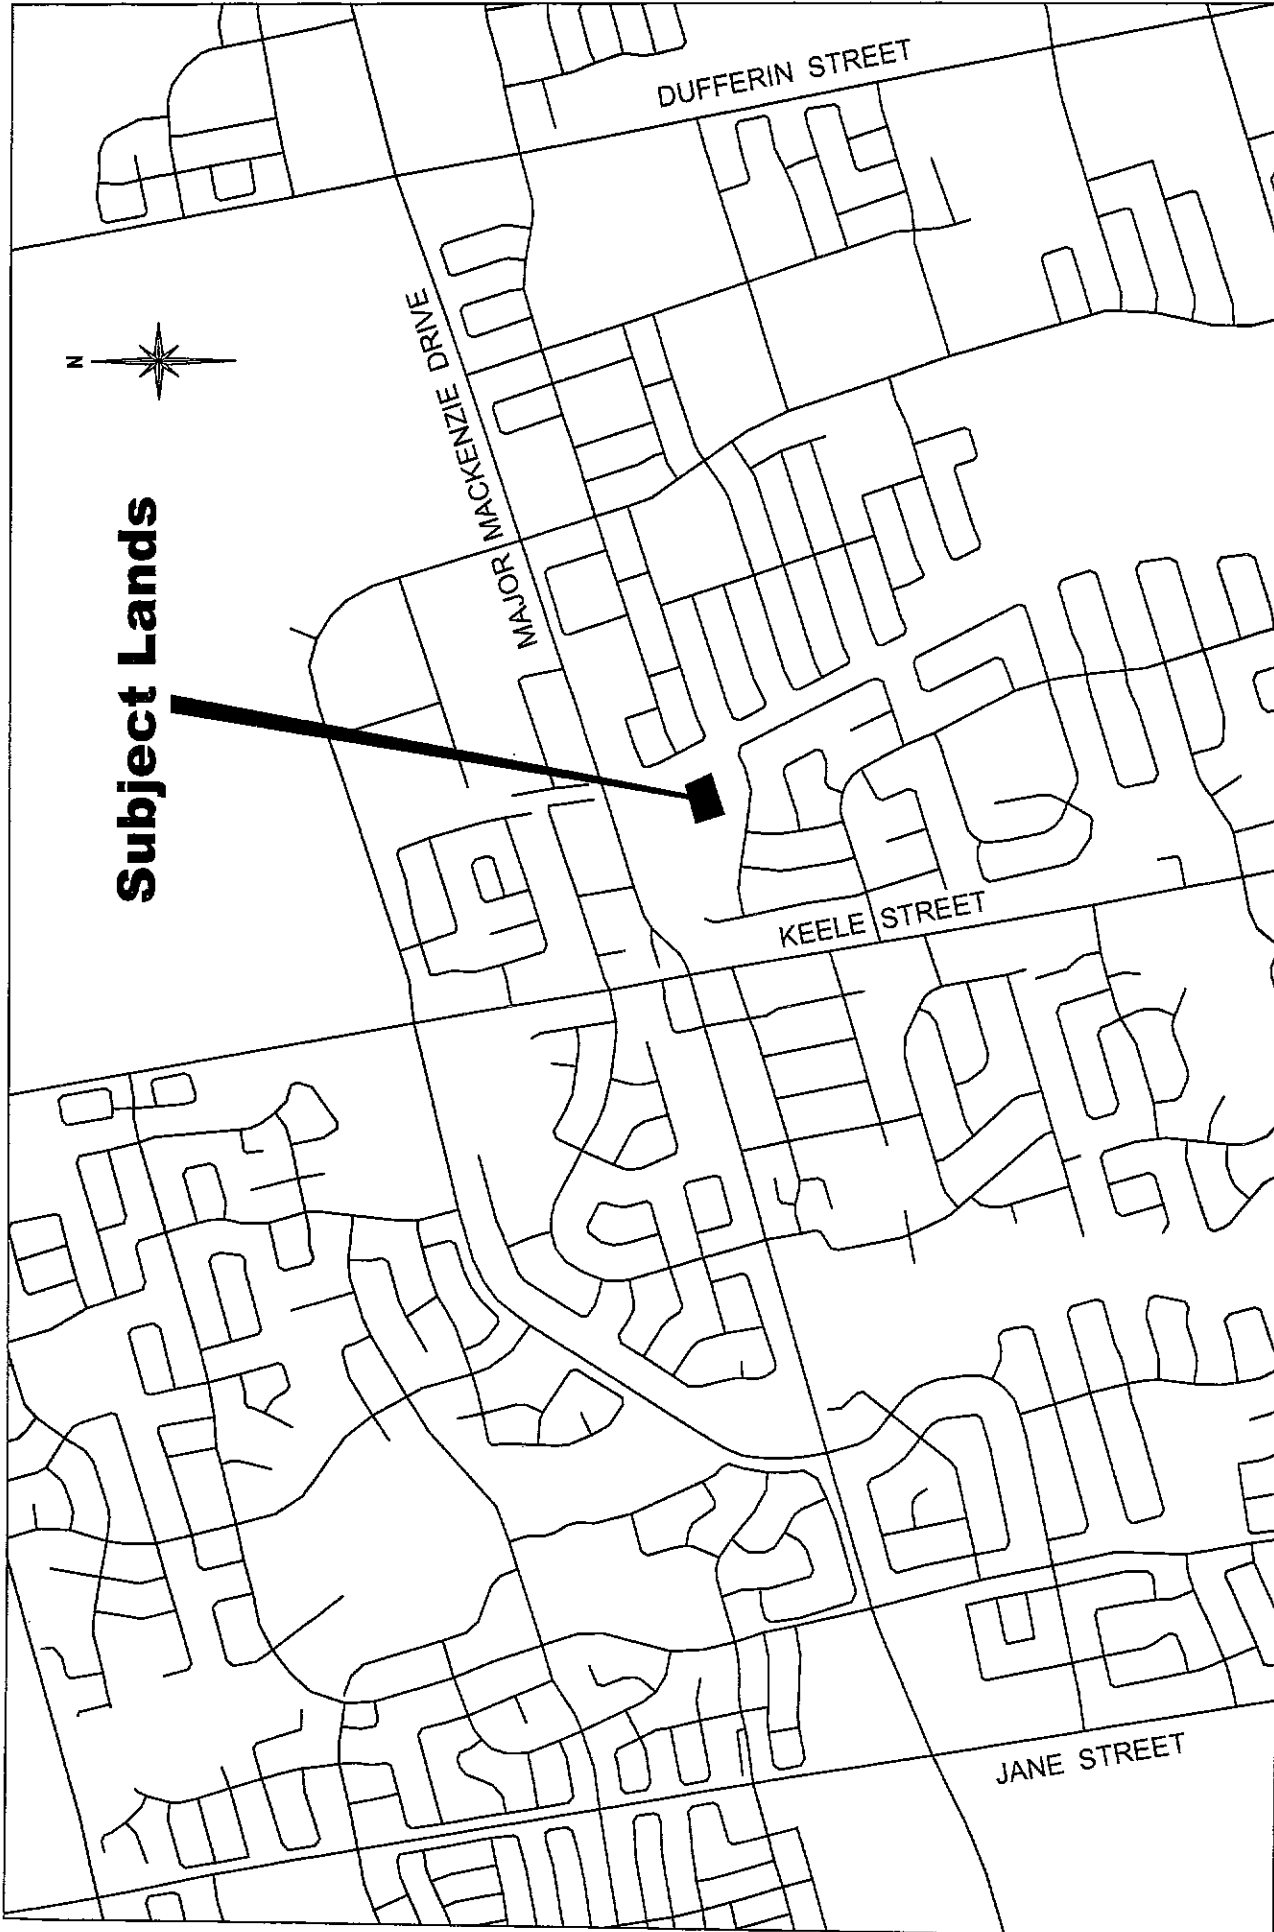 N
Subject Lands
MAJOR MACKENZIE DRIVE
DUFFERIN STREET
KEELE STREET
JANE STREET